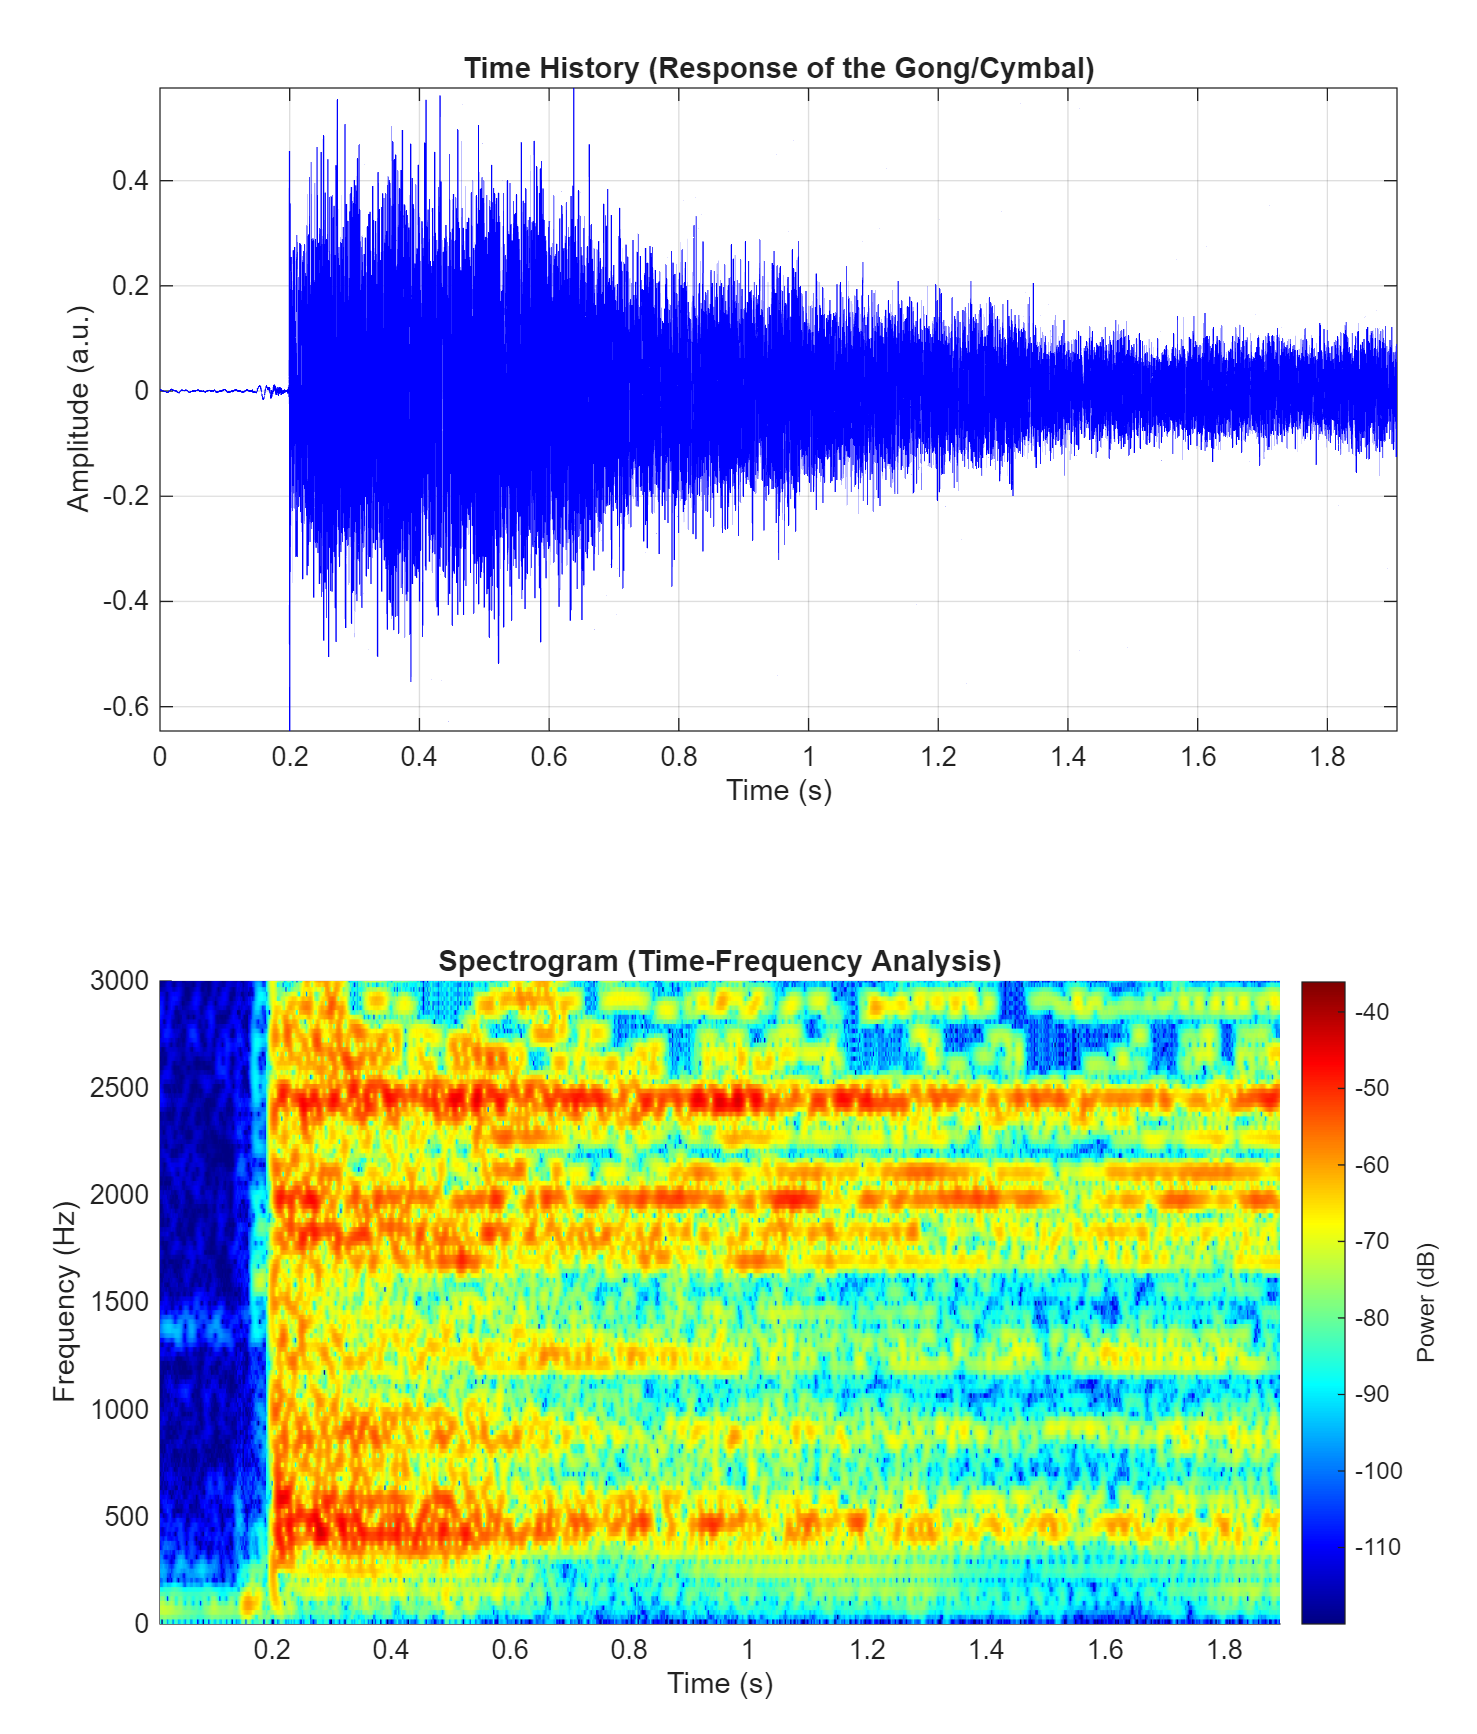 Time History (Response of the Gong/Cymbal)
Amplitude (a.u.)
0.4
0.2
0
-0.2
-0.4
-0.6
0 0.2 0.4 0.6 0.8 1 1.2 1.4 1.6 1.8
Time (s)
Spectrogram (Time-Frequency Analysis)
Frequency (Hz)
3000
2500
2000
1500
1000
500
0
0.2 0.4 0.6 0.8 1 1.2 1.4 1.6 1.8
Time (s)
-40
-50
-60
-70
-80
-90
-100
-110
Power (dB)